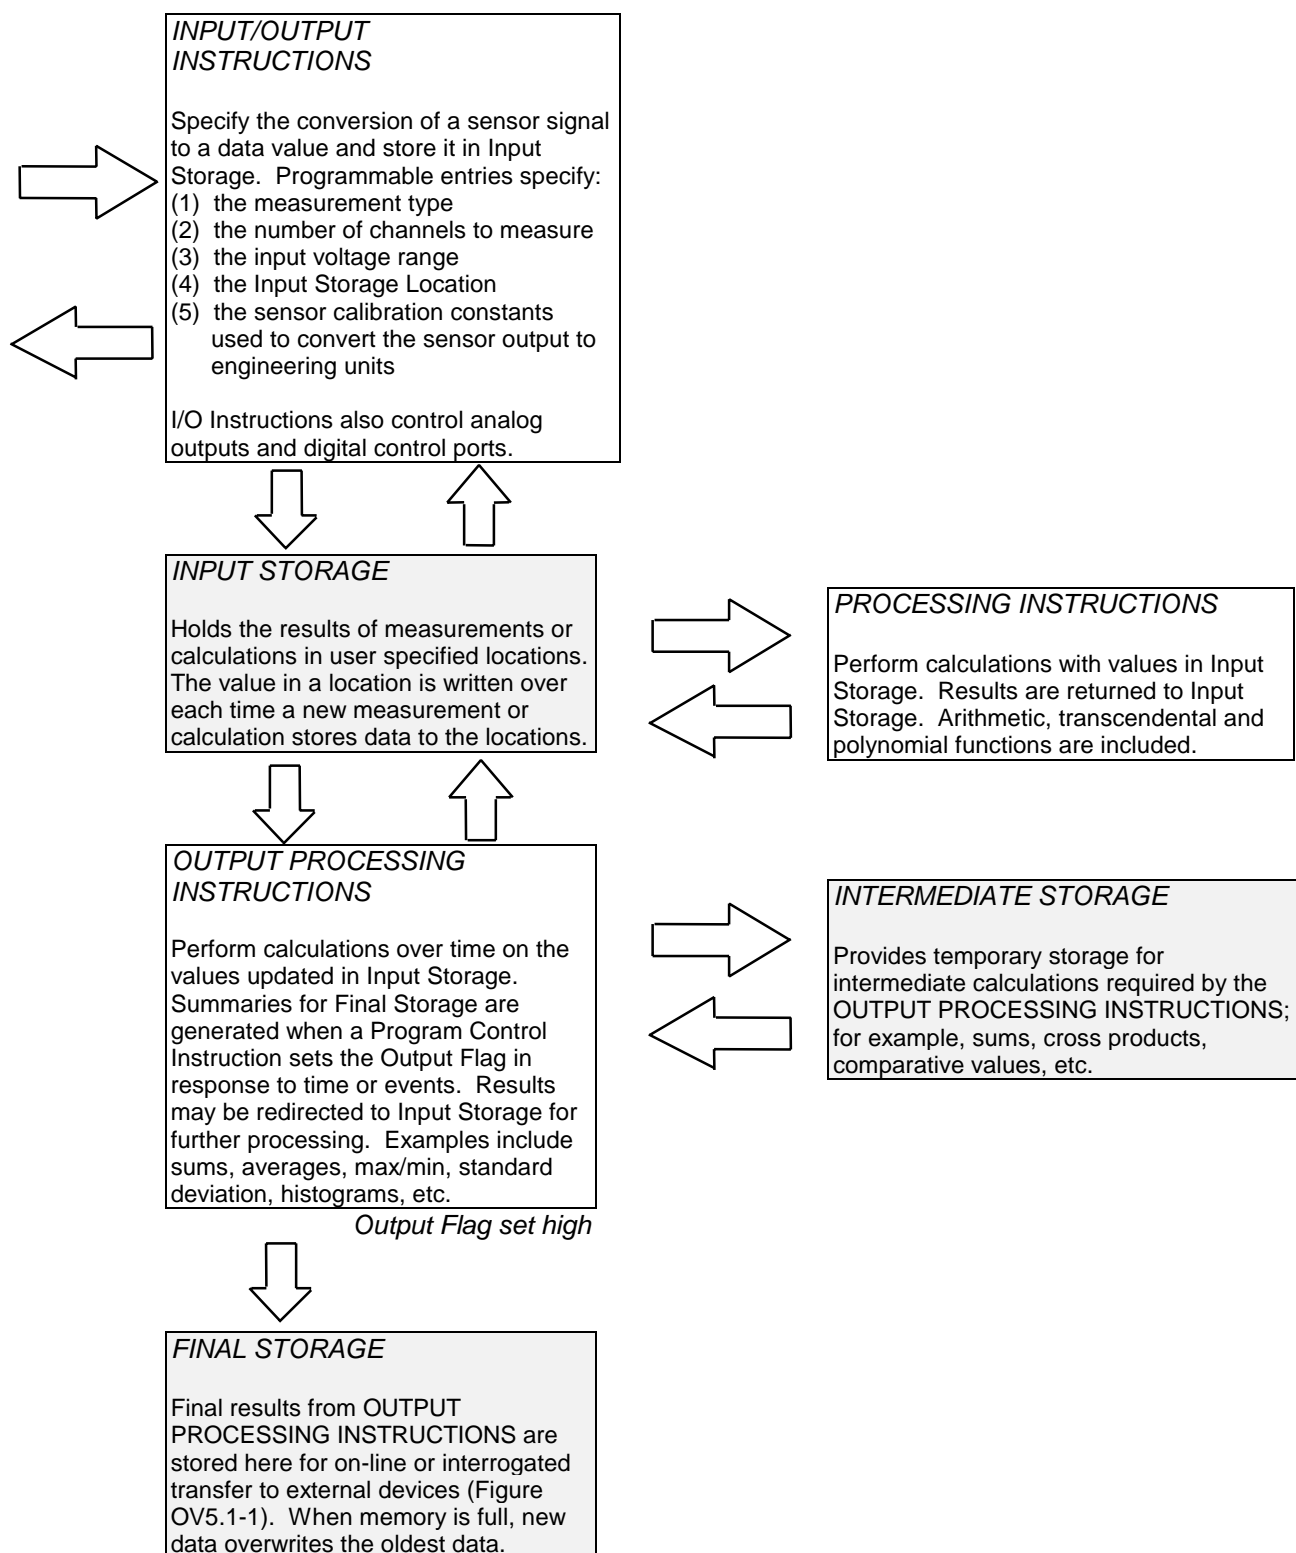 INPUT/OUTPUT
INSTRUCTIONS
Specify the conversion of a sensor signal
to a data value and store it in Input
Storage.  Programmable entries specify:
(1)  the measurement type
(2)  the number of channels to measure
(3)  the input voltage range
(4)  the Input Storage Location
(5)  the sensor calibration constants
used to convert the sensor output to
engineering units
I/O Instructions also control analog
outputs and digital control ports.
INPUT STORAGE
Holds the results of measurements or
calculations in user specified locations.
The value in a location is written over
each time a new measurement or
calculation stores data to the locations.
PROCESSING INSTRUCTIONS
Perform calculations with values in Input
Storage.  Results are returned to Input
Storage.  Arithmetic, transcendental and
polynomial functions are included.
OUTPUT PROCESSING
INSTRUCTIONS
Perform calculations over time on the
values updated in Input Storage.
Summaries for Final Storage are
generated when a Program Control
Instruction sets the Output Flag in
response to time or events.  Results
may be redirected to Input Storage for
further processing.  Examples include
sums, averages, max/min, standard
deviation, histograms, etc.
INTERMEDIATE STORAGE
Provides temporary storage for
intermediate calculations required by the
OUTPUT PROCESSING INSTRUCTIONS;
for example, sums, cross products,
comparative values, etc.
Output Flag set high
FINAL STORAGE
Final results from OUTPUT
PROCESSING INSTRUCTIONS are
stored here for on-line or interrogated
transfer to external devices (Figure
OV5.1-1).  When memory is full, new
data overwrites the oldest data.